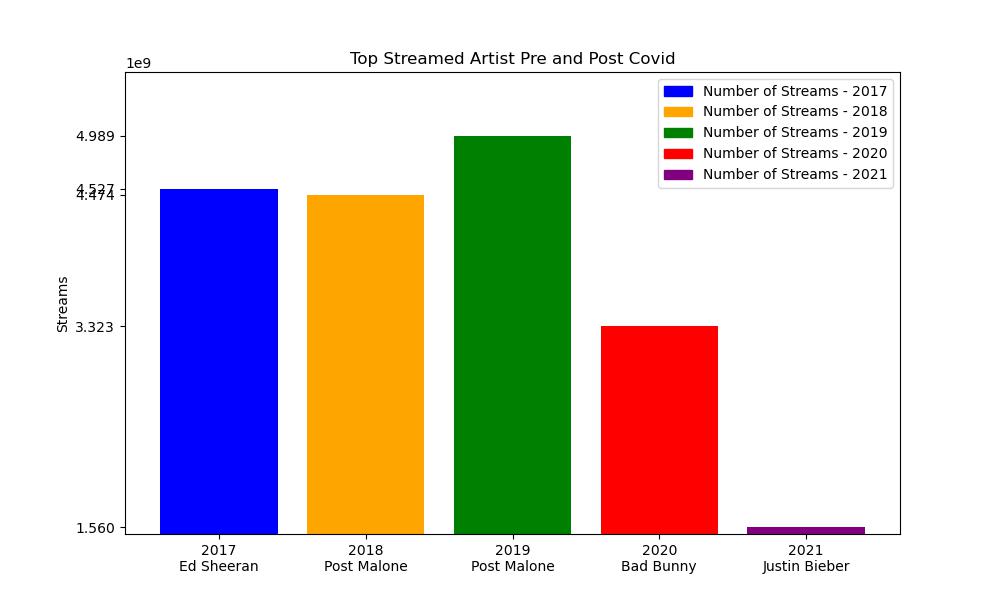 Top Streamed Artist Pre and Post Covid
1e9
Number of Streams - 2017
Number of Streams - 2018
Number of Streams - 2019
Number of Streams - 2020
Number of Streams - 2021
4.989
4.527
4.474
3.323
1.560
Streams
2017
Ed Sheeran
2018
Post Malone
2019
Post Malone
2020
Bad Bunny
2021
Justin Bieber